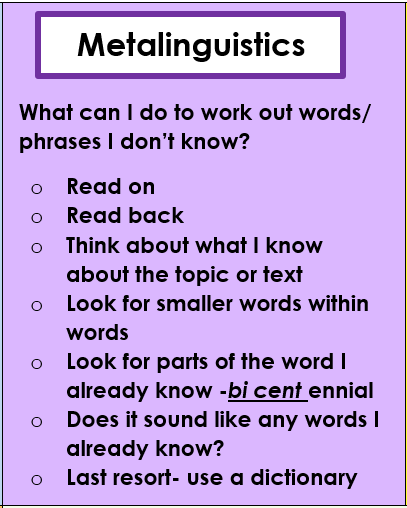 Metalinguistics
What can I do to work out words/
phrases I don't know?
o Read on
o Read back
o Think about what I know
about the topic or text
o Look for smaller words within
words
o Look for parts of the word I
already know -bi cent ennial
o Does it sound like any words I
already know?
o Last resort- use a dictionary